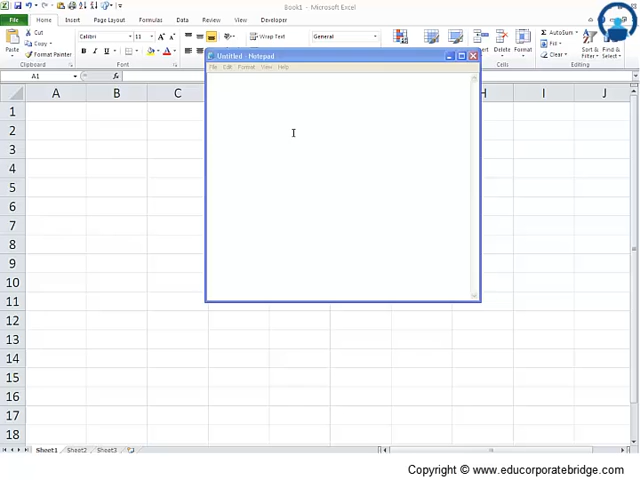 Book1 - Microsoft Excel
File Home Insert Page Layout Formulas Data Review View Developer
Paste
Cut
Copy
Format Painter
Clipboard
Calibri 11
B I U
Font
Wrap Text
General
Delete Format
Cells
AutoSum
Fill
Clear
Sort & Filter
Find & Select
Editing
A1 fx
Untitled - Notepad
File Edit Format View Help
A B C H I J
1
2
3
4
5
6
7
8
9
10
11
12
13
14
15
16
17
18
Sheet1 Sheet2 Sheet3
Copyright © www.educorporatebridge.com